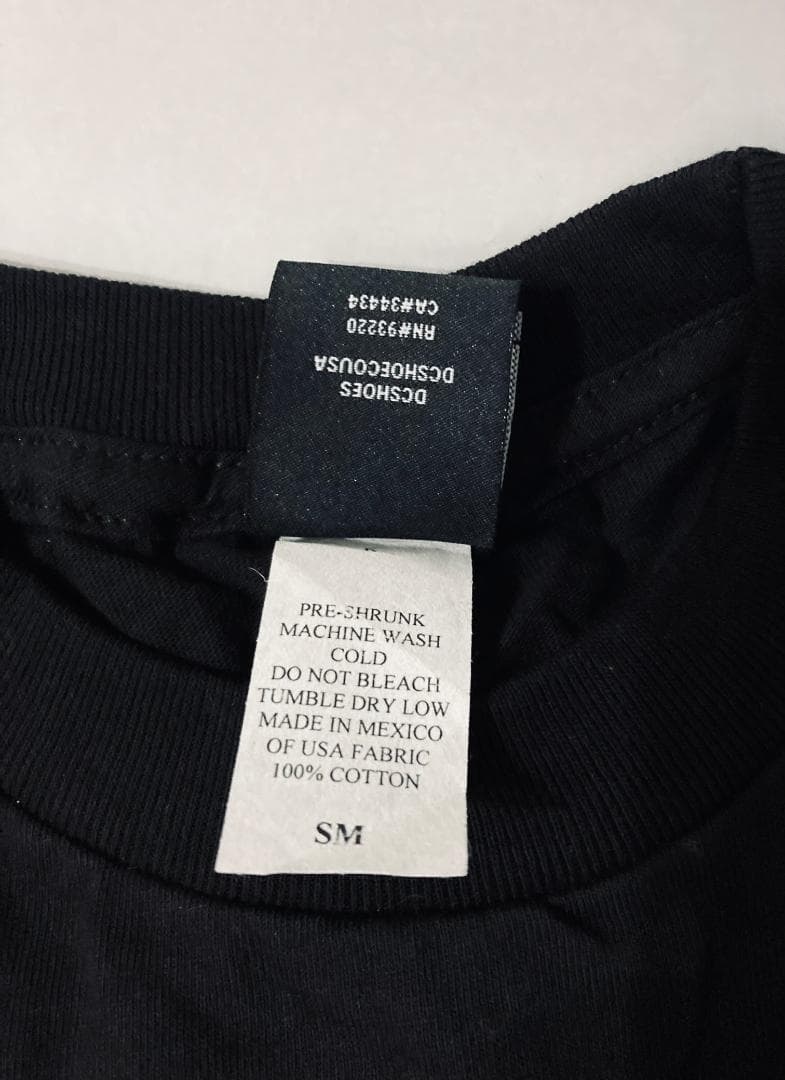 DCSHOES
DCSHOECOUSA
RN#93220
CA#34434
PRE-SHRUNK
MACHINE WASH
COLD
DO NOT BLEACH
TUMBLE DRY LOW
MADE IN MEXICO
OF USA FABRIC
100% COTTON
SM